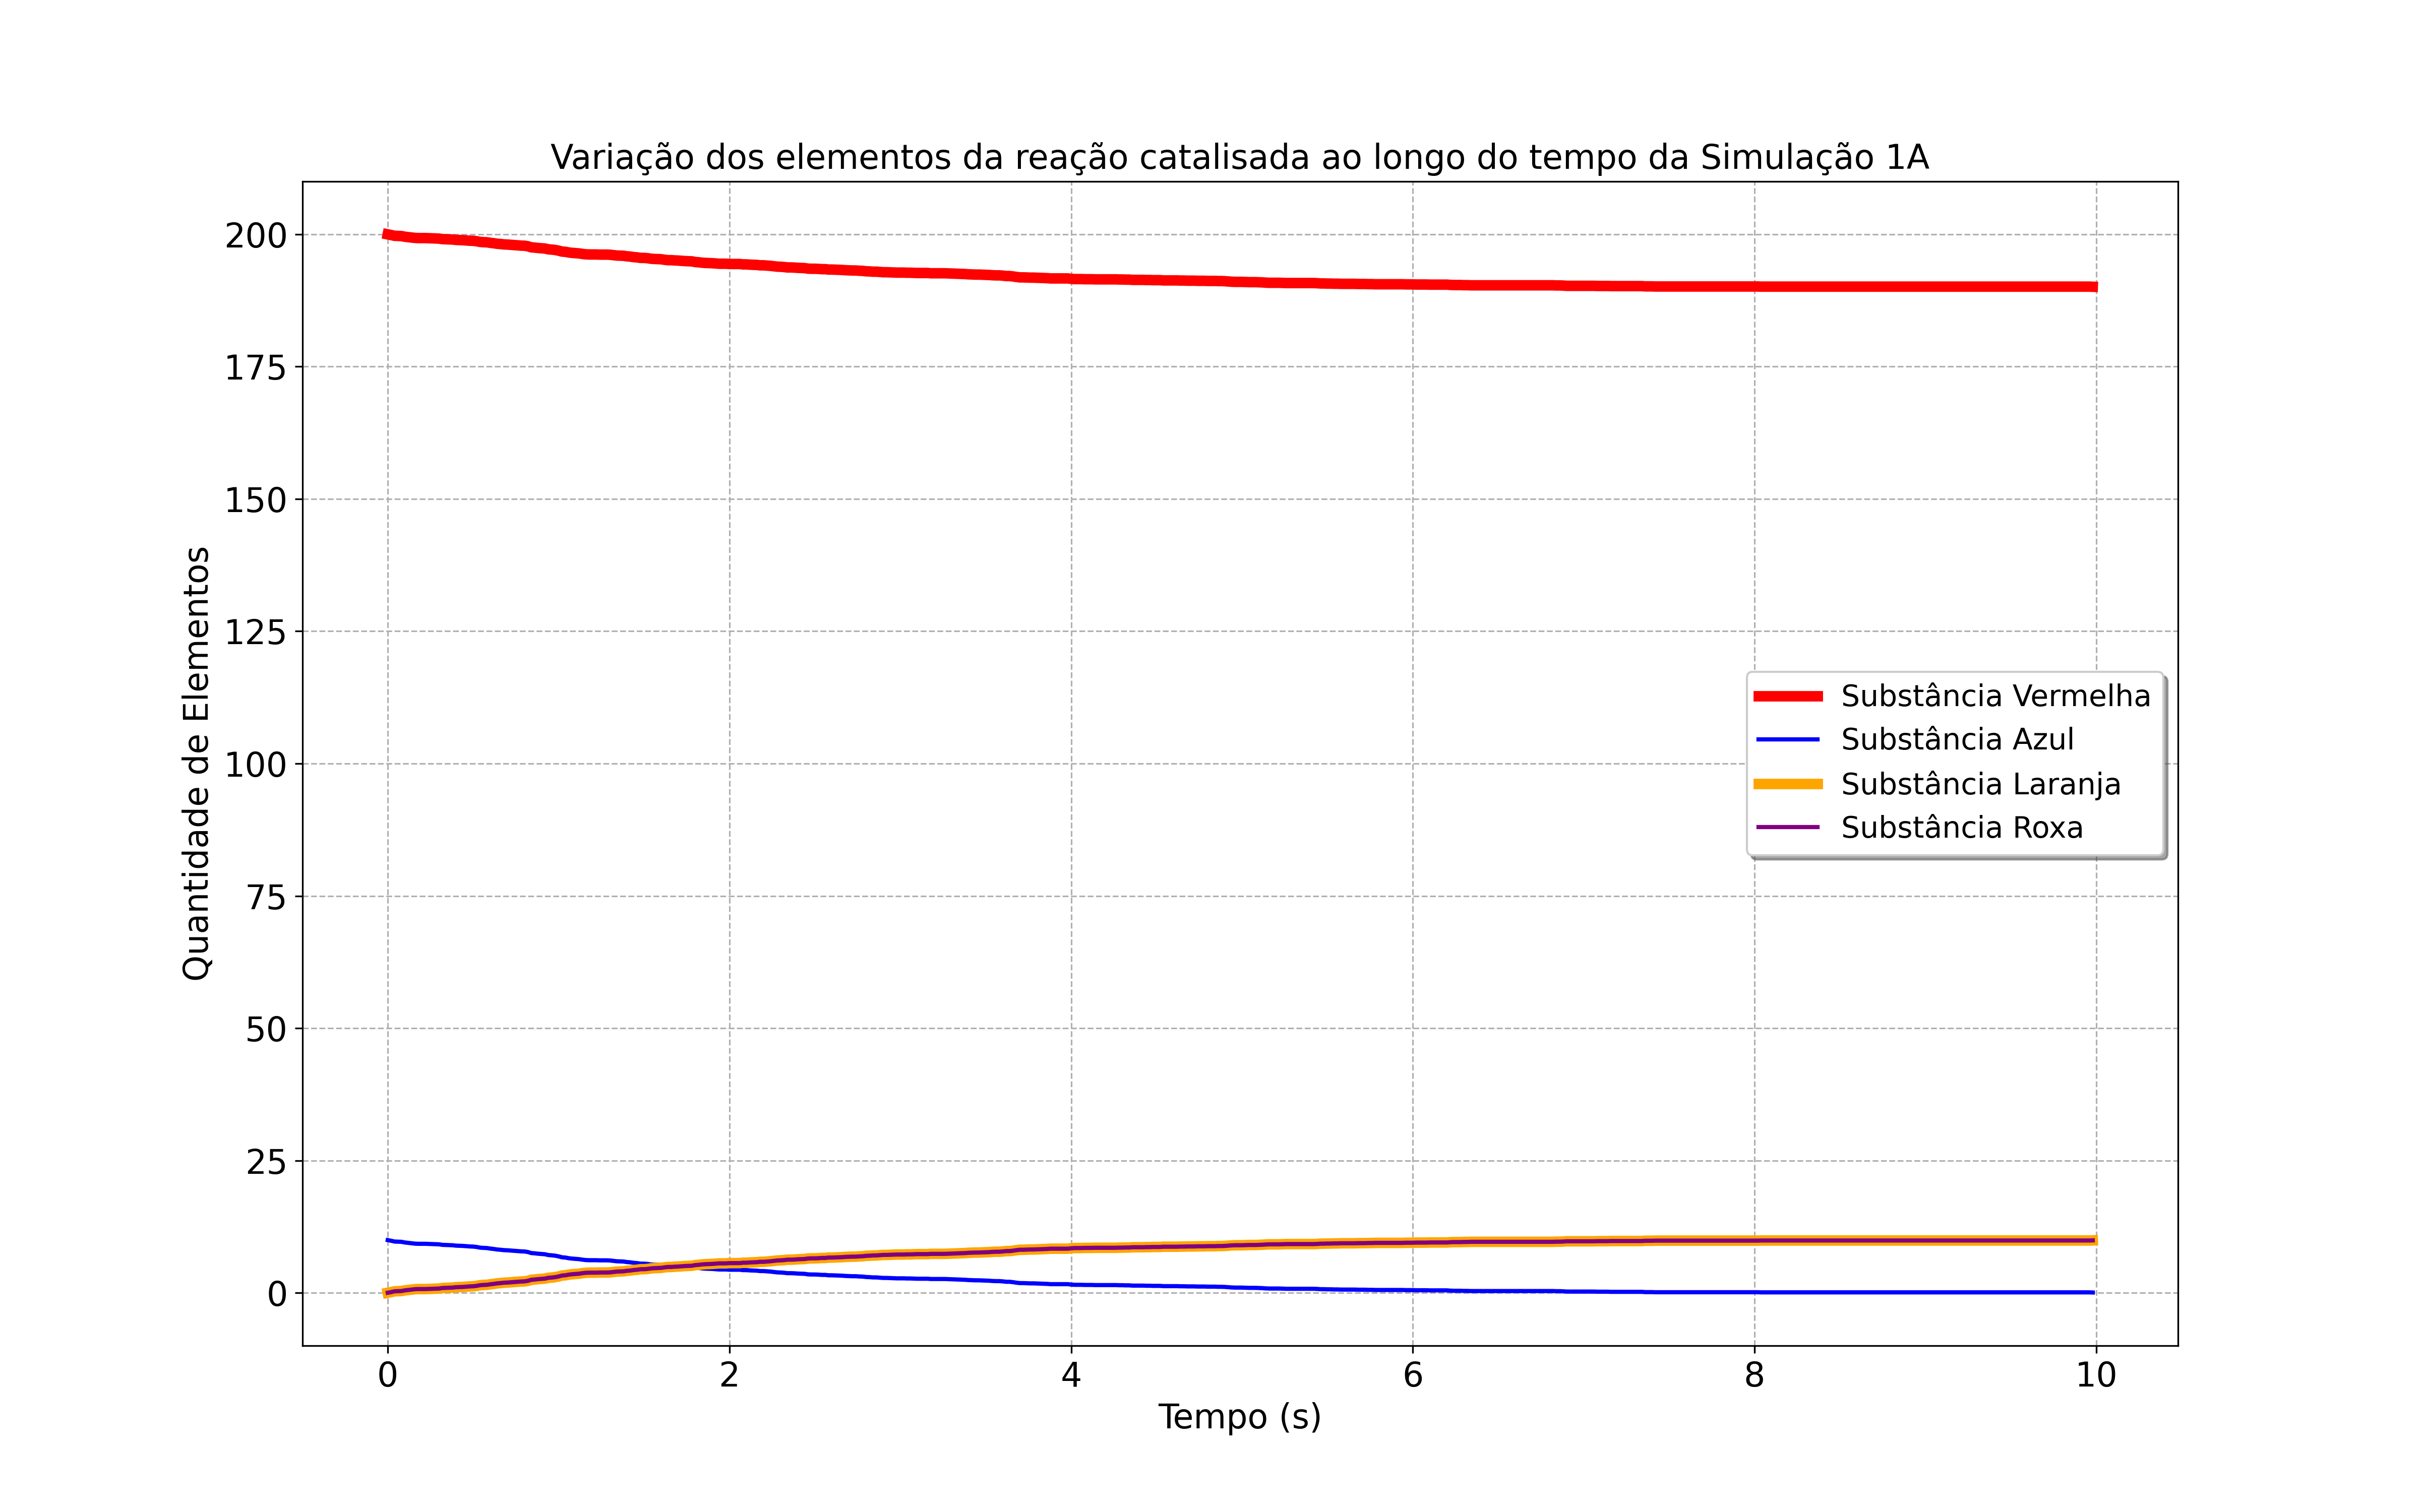 Variação dos elementos da reação catalisada ao longo do tempo da Simulação 1A
Quantidade de Elementos
200
175
150
125
100
75
50
25
0
Substância Vermelha
Substância Azul
Substância Laranja
Substância Roxa
0 2 4 6 8 10
Tempo (s)